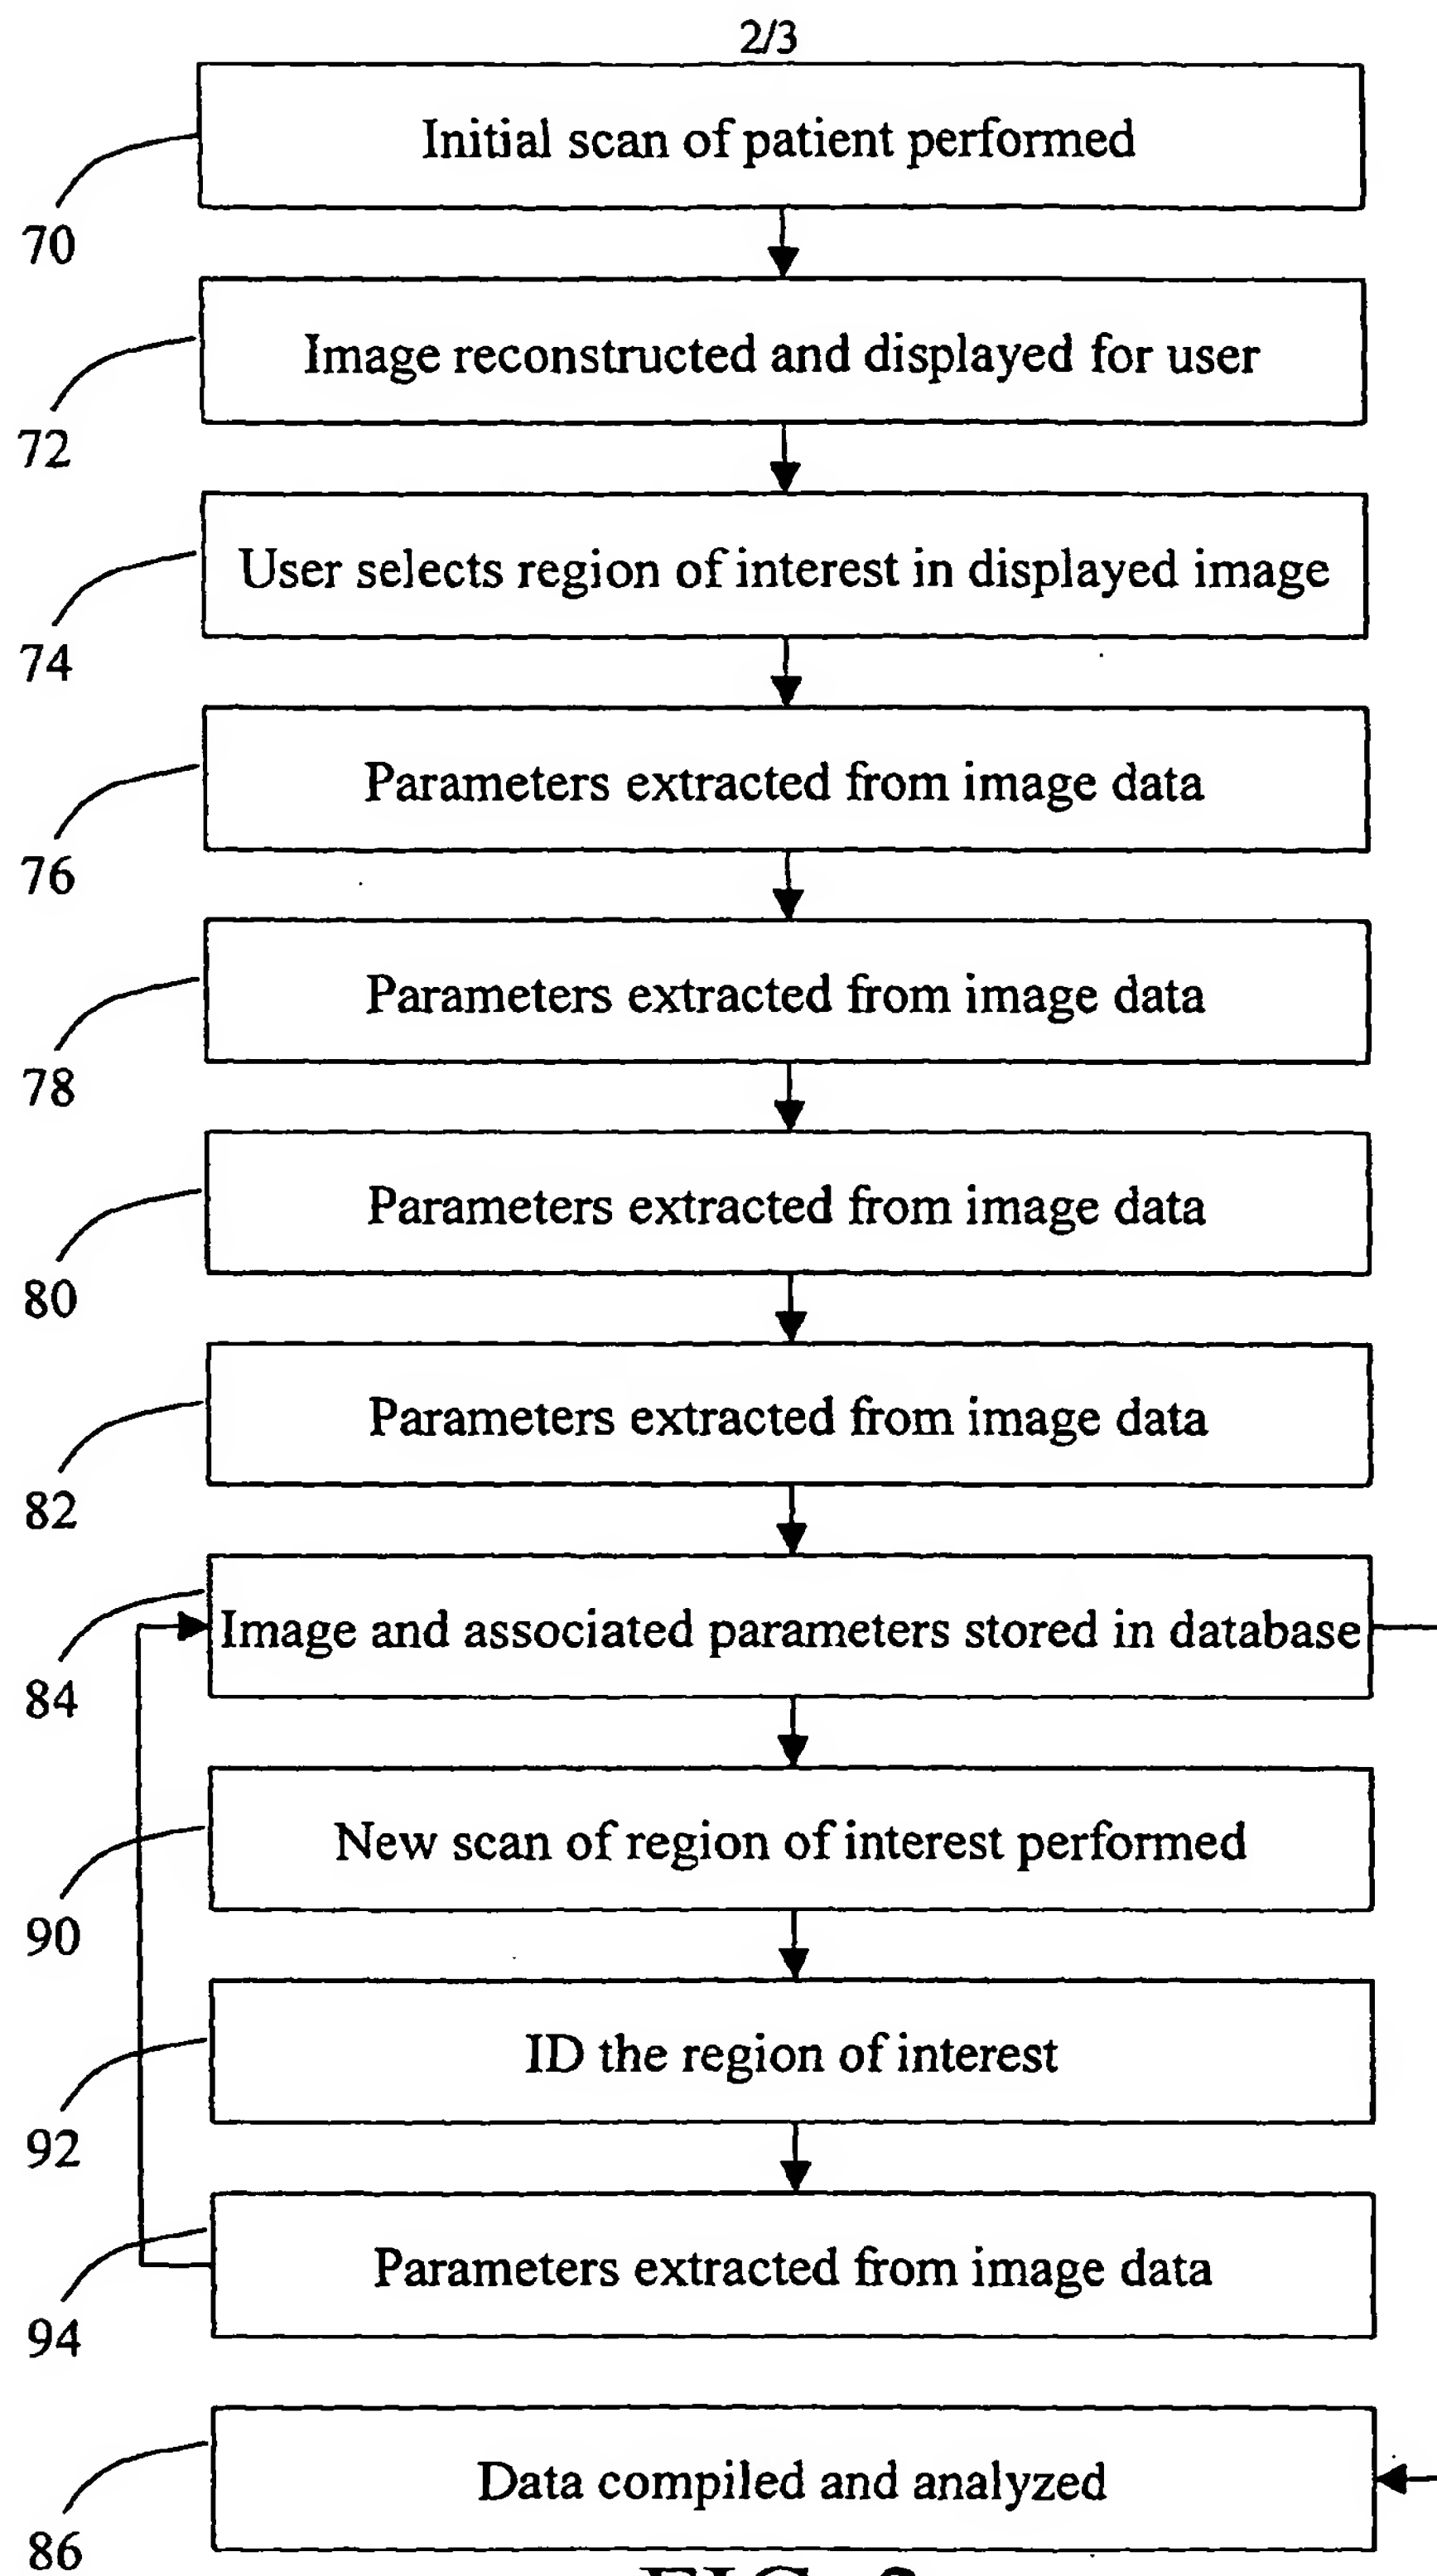 2/3
Initial scan of patient performed
70
Image reconstructed and displayed for user
72
User selects region of interest in displayed image
74
Parameters extracted from image data
76
Parameters extracted from image data
78
Parameters extracted from image data
80
Parameters extracted from image data
82
Image and associated parameters stored in database
84
New scan of region of interest performed
90
ID the region of interest
92
Parameters extracted from image data
94
Data compiled and analyzed
86
FIG.